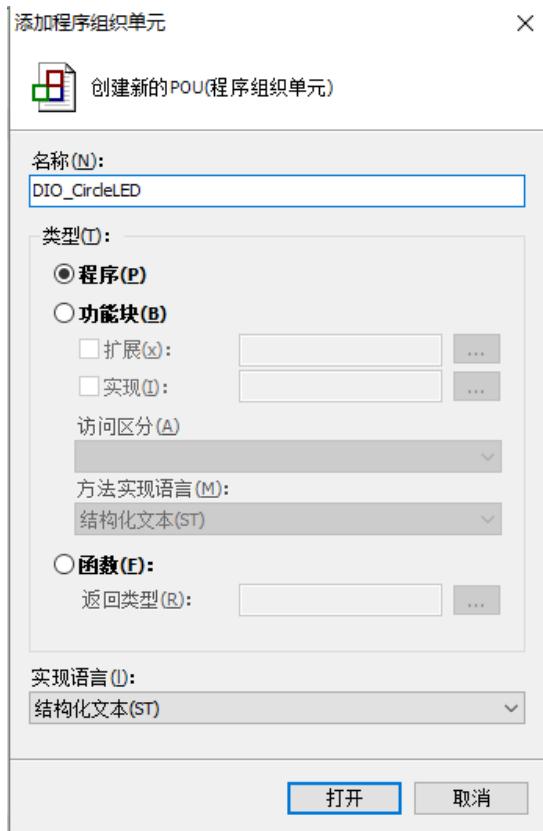 添加程序组织单元
创建新的POU(程序组织单元)
名称(N):
DIO_CircleLED
类型(T):
程序(P)
功能块(B)
扩展(x):
...
实现(I):
...
访问区分(A)
方法实现语言(M):
结构化文本(ST)
函数(F):
返回类型(R):
...
实现语言(I):
结构化文本(ST)
打开
取消